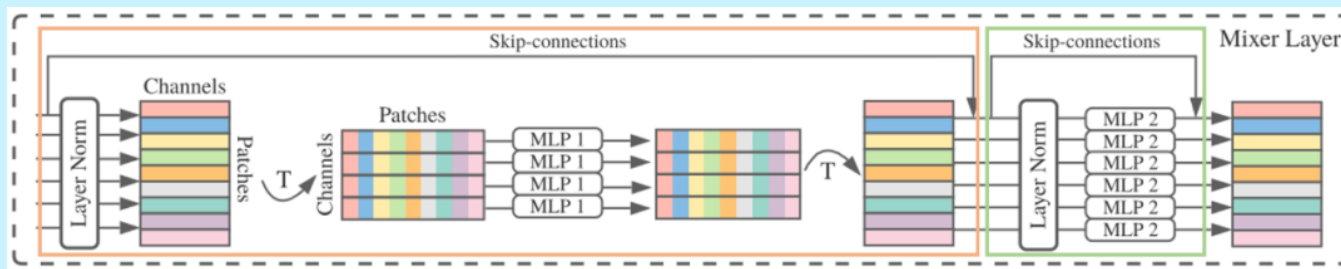 Skip-connections
Skip-connections
Mixer Layer
Channels
Layer Norm
Patches
T
Patches
Channels
MLP 1
MLP 1
MLP 1
MLP 1
T
Layer Norm
MLP 2
MLP 2
MLP 2
MLP 2
MLP 2
MLP 2